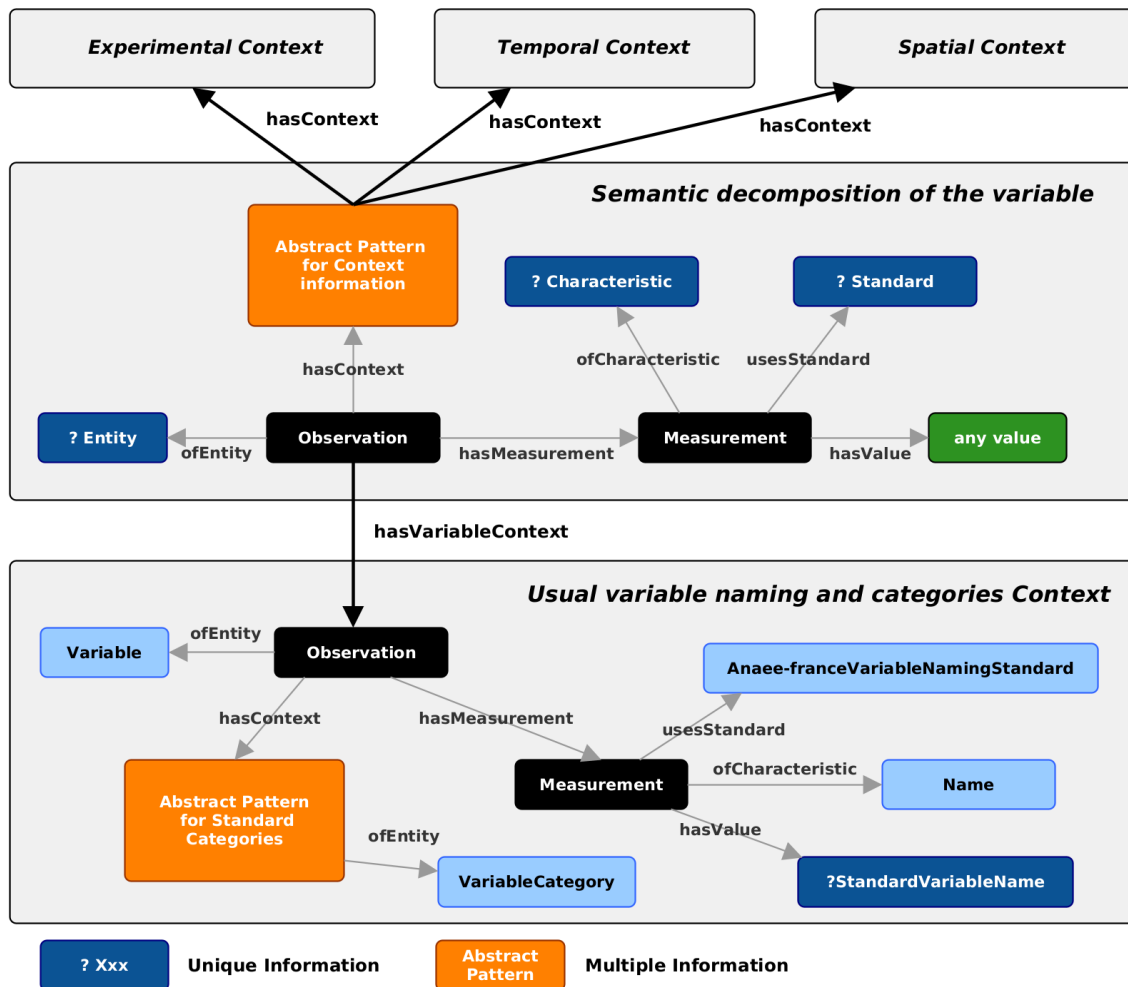 Experimental Context
Temporal Context
Spatial Context
hasContext
hasContext
hasContext
Semantic decomposition of the variable
Abstract Pattern
for Context
information
? Characteristic
? Standard
hasContext
ofCharacteristic
usesStandard
? Entity
ofEntity
Observation
hasMeasurement
Measurement
hasValue
any value
hasVariableContext
Usual variable naming and categories Context
Variable
ofEntity
Observation
Anaee-franceVariableNamingStandard
hasContext
hasMeasurement
usesStandard
Abstract Pattern
for Standard
Categories
Measurement
ofCharacteristic
Name
hasValue
ofEntity
VariableCategory
?StandardVariableName
? Xxx
Unique Information
Abstract
Pattern
Multiple Information